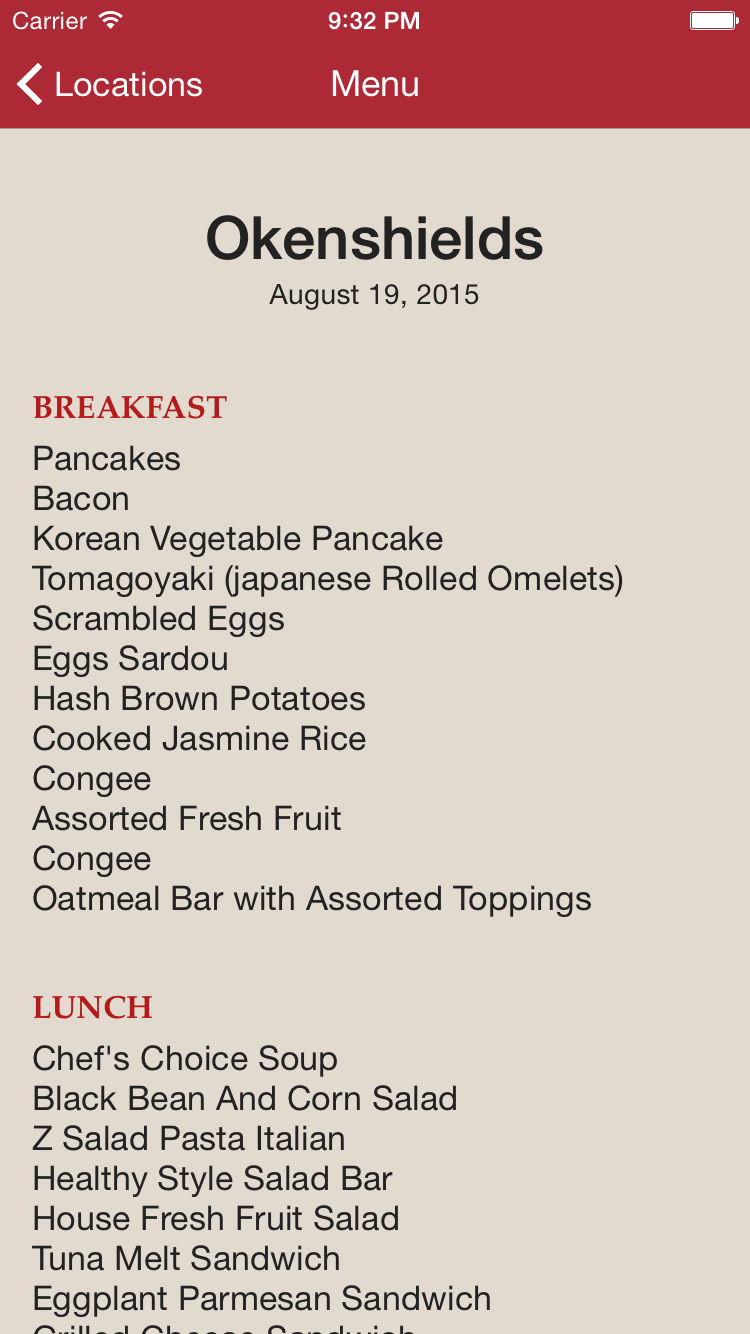 Carrier 9:32 PM
Locations Menu
Okenshields
August 19, 2015
BREAKFAST
Pancakes
Bacon
Korean Vegetable Pancake
Tomagoyaki (japanese Rolled Omelets)
Scrambled Eggs
Eggs Sardou
Hash Brown Potatoes
Cooked Jasmine Rice
Congee
Assorted Fresh Fruit
Congee
Oatmeal Bar with Assorted Toppings
LUNCH
Chef's Choice Soup
Black Bean And Corn Salad
Z Salad Pasta Italian
Healthy Style Salad Bar
House Fresh Fruit Salad
Tuna Melt Sandwich
Eggplant Parmesan Sandwich
Grilled Cheese Sandwich